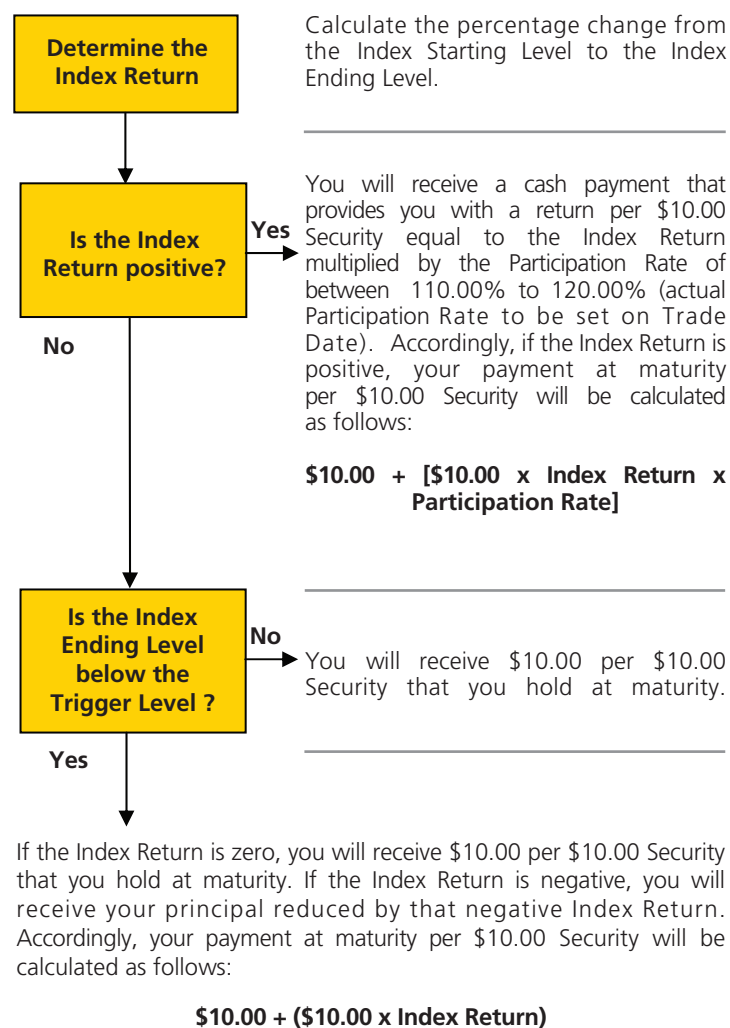 Determine the
Index Return
Calculate the percentage change from
the Index Starting Level to the Index
Ending Level.
Is the Index
Return positive?
Yes
You will receive a cash payment that
provides you with a return per $10.00
Security equal to the Index Return
multiplied by the Participation Rate of
between 110.00% to 120.00% (actual
Participation Rate to be set on Trade
Date). Accordingly, if the Index Return is
positive, your payment at maturity
per $10.00 Security will be calculated
as follows:
$10.00 + [$10.00 x Index Return x
Participation Rate]
No
Is the Index
Ending Level
below the
Trigger Level ?
No
You will receive $10.00 per $10.00
Security that you hold at maturity.
Yes
If the Index Return is zero, you will receive $10.00 per $10.00 Security
that you hold at maturity. If the Index Return is negative, you will
receive your principal reduced by that negative Index Return.
Accordingly, your payment at maturity per $10.00 Security will be
calculated as follows:
$10.00 + ($10.00 x Index Return)